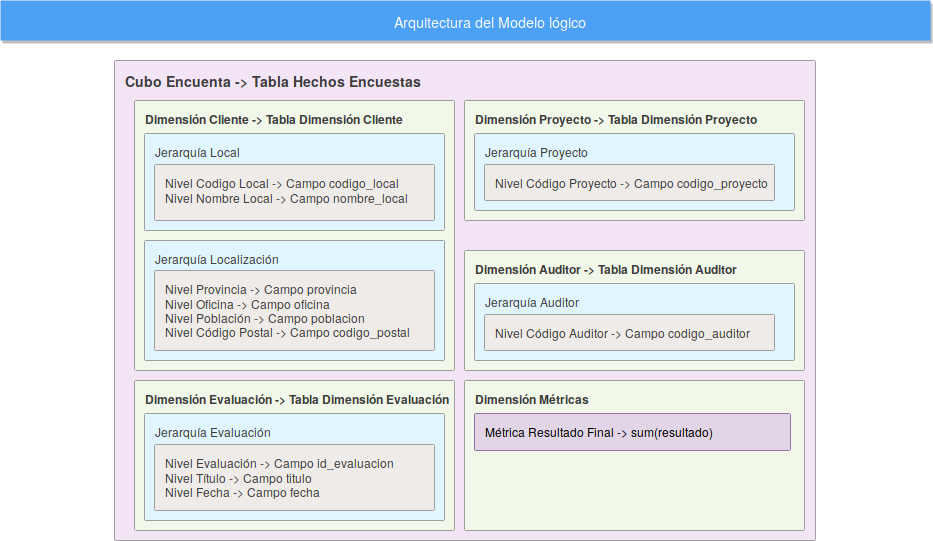 Arquitectura del Modelo lógico
Cubo Encuenta -> Tabla Hechos Encuestas
Dimensión Cliente -> Tabla Dimensión Cliente
Jerarquía Local
Nivel Codigo Local -> Campo codigo_local
Nivel Nombre Local -> Campo nombre_local
Jerarquía Localización
Nivel Provincia -> Campo provincia
Nivel Oficina -> Campo oficina
Nivel Población -> Campo poblacion
Nivel Código Postal -> Campo codigo_postal
Dimensión Proyecto -> Tabla Dimensión Proyecto
Jerarquía Proyecto
Nivel Código Proyecto -> Campo codigo_proyecto
Dimensión Auditor -> Tabla Dimensión Auditor
Jerarquía Auditor
Nivel Código Auditor -> Campo codigo_auditor
Dimensión Evaluación -> Tabla Dimensión Evaluación
Jerarquía Evaluación
Nivel Evaluación -> Campo id_evaluacion
Nivel Título -> Campo titulo
Nivel Fecha -> Campo fecha
Dimensión Métricas
Métrica Resultado Final -> sum(resultado)